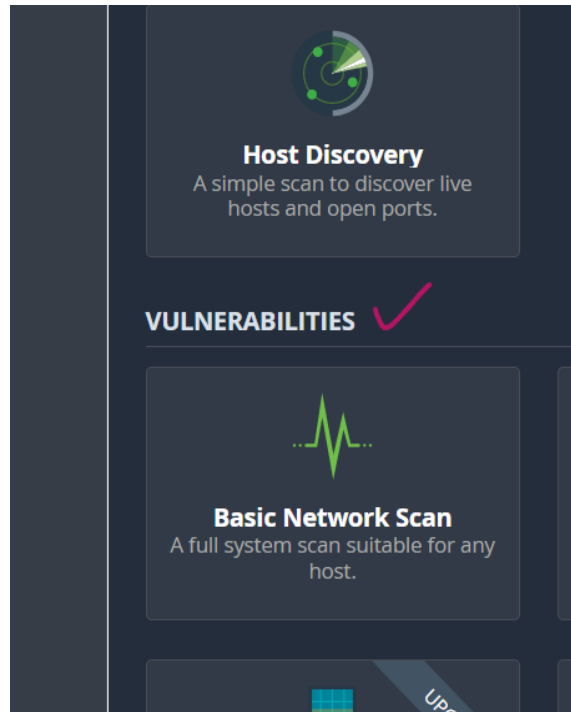 Host Discovery
A simple scan to discover live
hosts and open ports.
VULNERABILITIES
Basic Network Scan
A full system scan suitable for any
host.